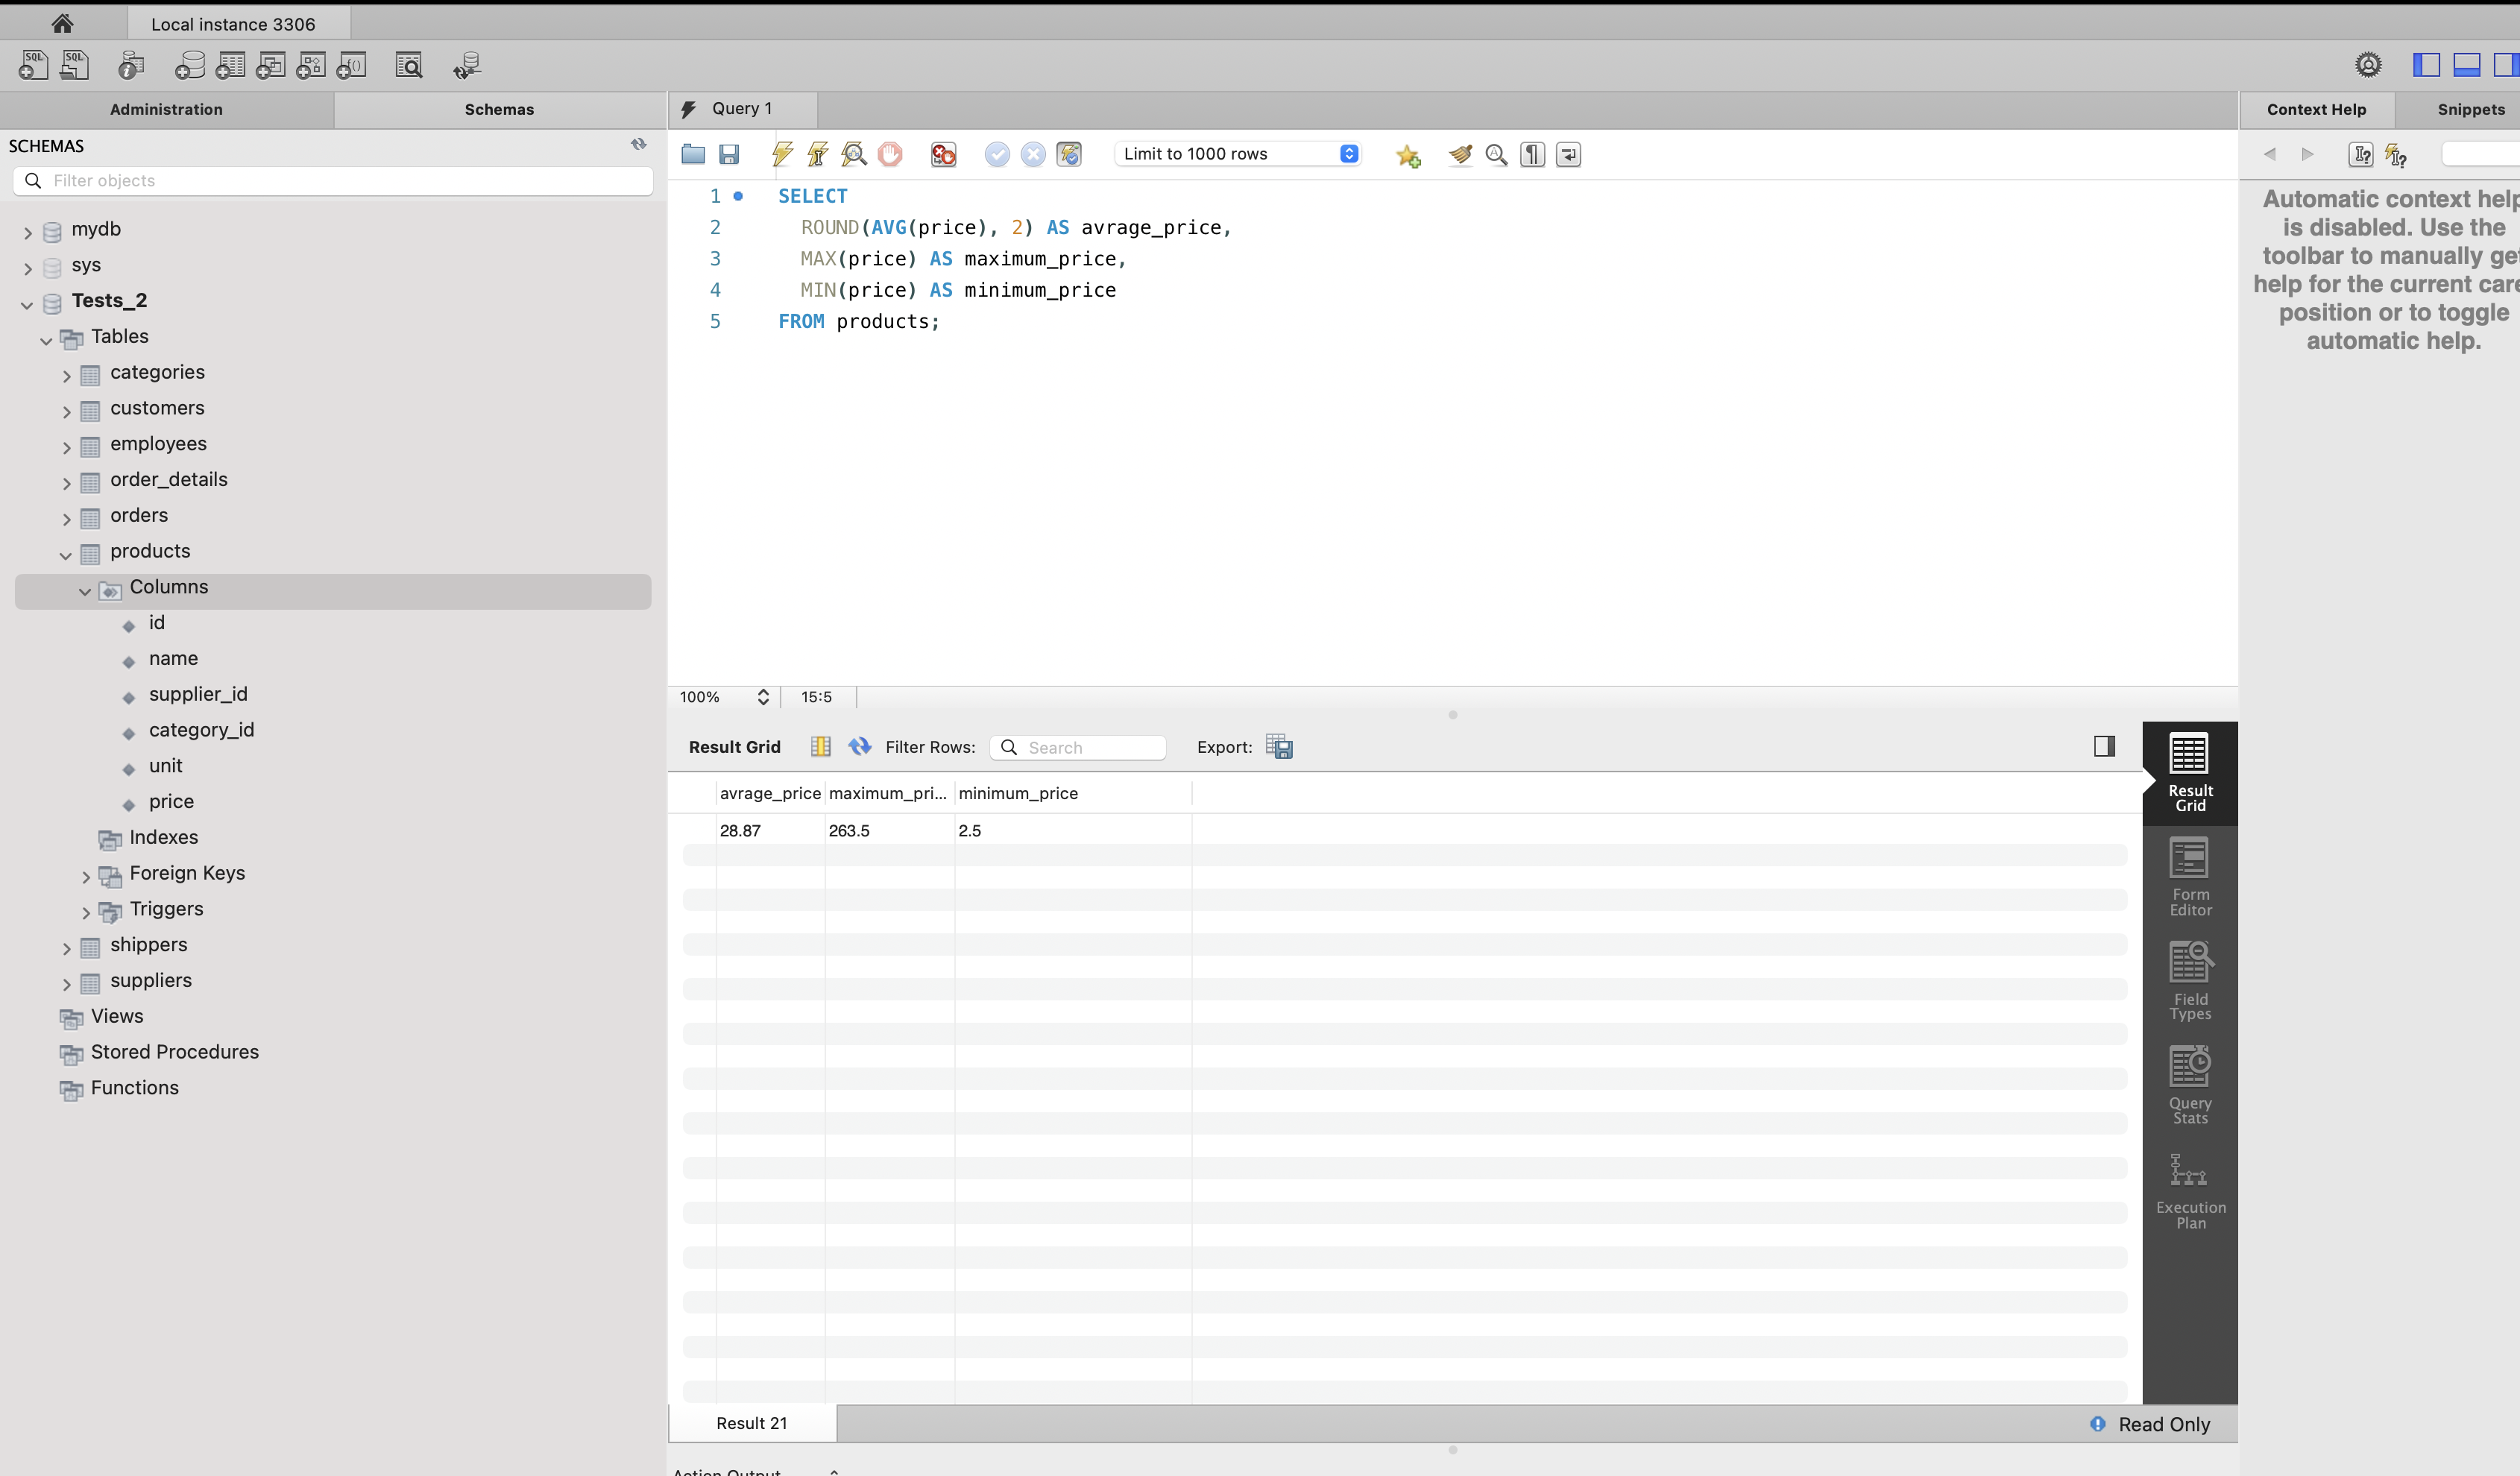 Local instance 3306
SQL SQL
Administration
Schemas
SCHEMAS
Filter objects
mydb
sys
Tests_2
Tables
categories
customers
employees
order_details
orders
products
Columns
id
name
supplier_id
category_id
unit
price
Indexes
Foreign Keys
Triggers
shippers
suppliers
Views
Stored Procedures
Functions
Query 1
Limit to 1000 rows
1 SELECT
2 ROUND(AVG(price), 2) AS avrage_price,
3 MAX(price) AS maximum_price,
4 MIN(price) AS minimum_price
5 FROM products;
100% 15:5
Result Grid Filter Rows: Search Export:
avrage_price maximum_pri... minimum_price
28.87 263.5 2.5
Result Grid
Form Editor
Field Types
Query Stats
Execution Plan
Result 21
Read Only
Action Output
Context Help Snippets
Automatic context help
is disabled. Use the
toolbar to manually get
help for the current care
position or to toggle
automatic help.